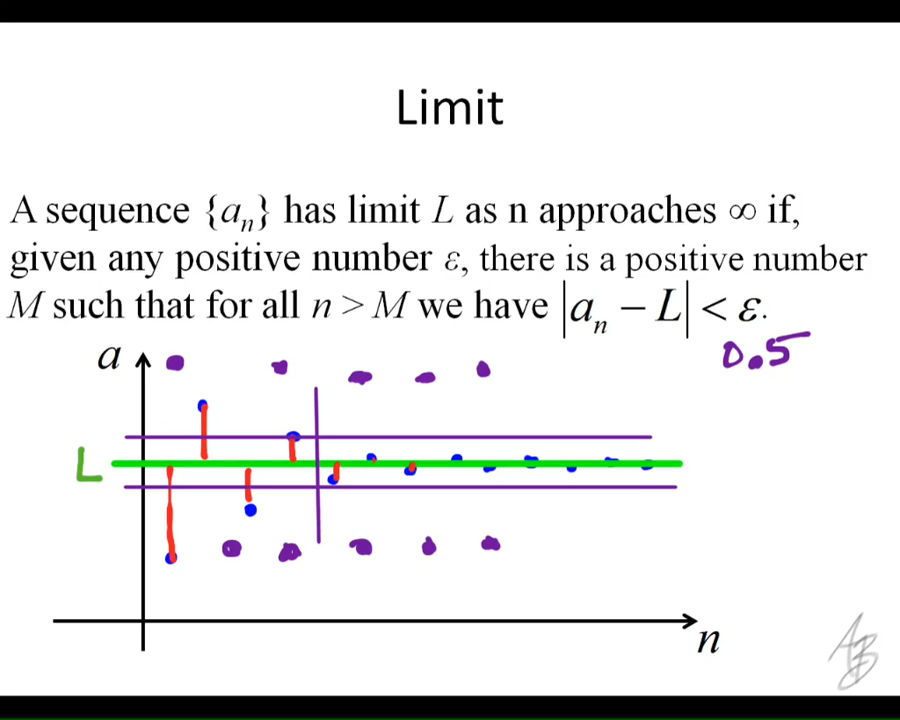 Limit
A sequence {aₙ} has limit L as n approaches ∞ if,
given any positive number ε, there is a positive number
M such that for all n > M we have |aₙ − L| < ε.
0.5
a
L
n